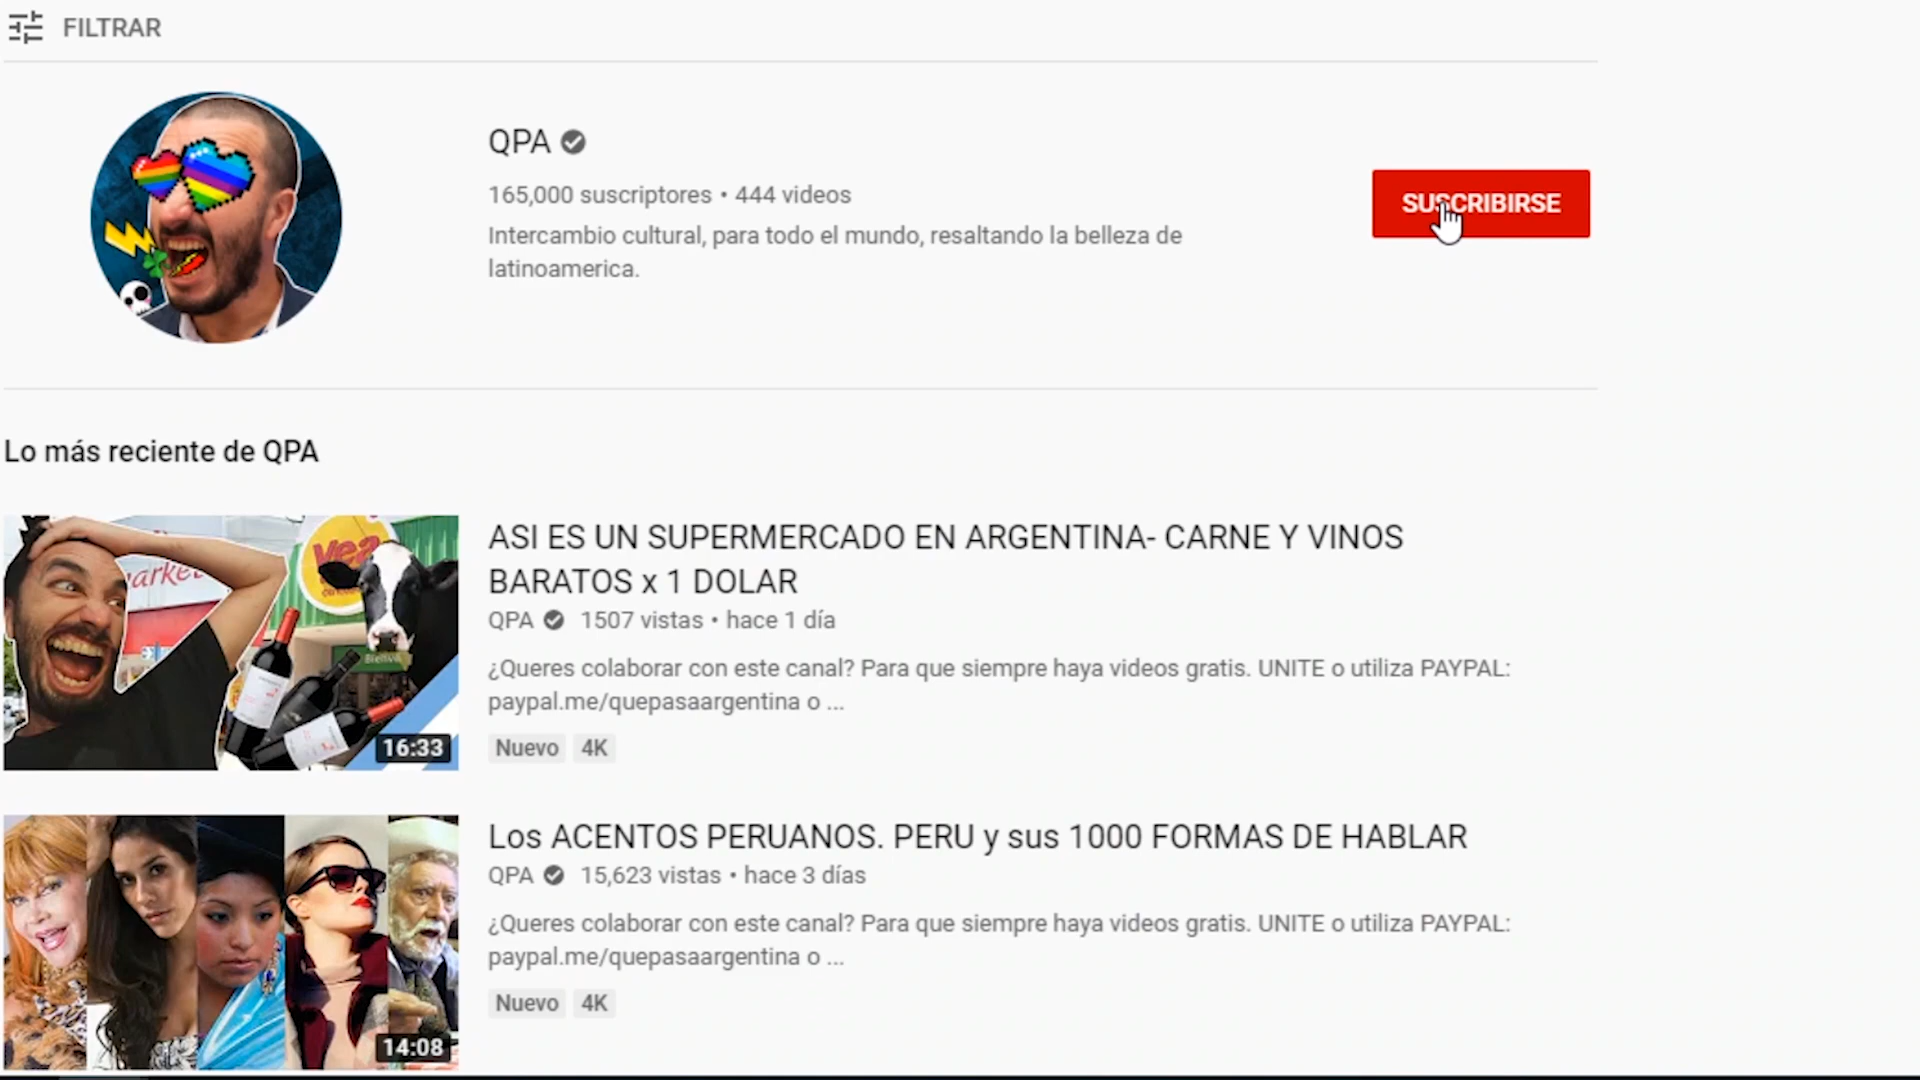 FILTRAR
QPA
165,000 suscriptores • 444 videos
SUSCRIBIRSE
Intercambio cultural, para todo el mundo, resaltando la belleza de
latinoamerica.
Lo más reciente de QPA
Vea
16:33
ASI ES UN SUPERMERCADO EN ARGENTINA- CARNE Y VINOS
BARATOS x 1 DOLAR
QPA 1507 vistas • hace 1 día
¿Queres colaborar con este canal? Para que siempre haya videos gratis. UNITE o utiliza PAYPAL:
paypal.me/quepasaargentina o ...
Nuevo 4K
14:08
Los ACENTOS PERUANOS. PERU y sus 1000 FORMAS DE HABLAR
QPA 15,623 vistas • hace 3 días
¿Queres colaborar con este canal? Para que siempre haya videos gratis. UNITE o utiliza PAYPAL:
paypal.me/quepasaargentina o ...
Nuevo 4K